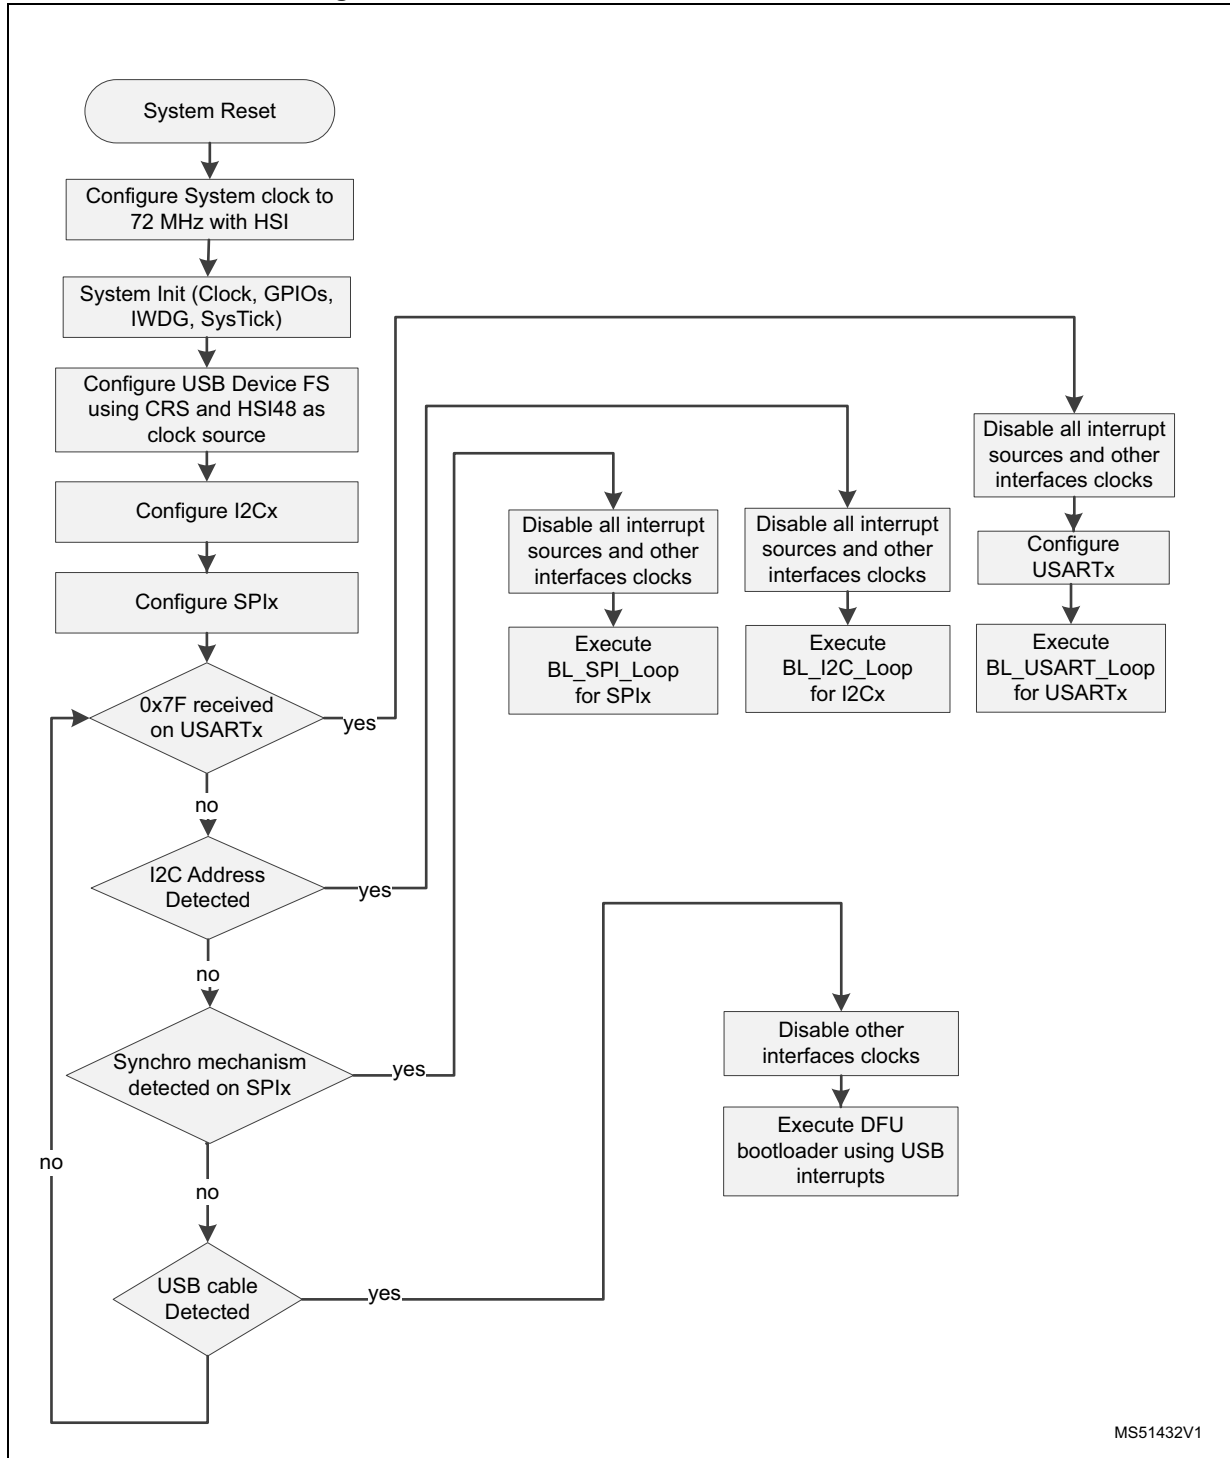 System Reset
Configure System clock to
72 MHz with HSI
System Init (Clock, GPIOs,
IWDG, SysTick)
Configure USB Device FS
using CRS and HSI48 as
clock source
Configure I2Cx
Configure SPIx
0x7F received
on USARTx
yes
no
I2C Address
Detected
yes
no
Synchro mechanism
detected on SPIx
yes
no
USB cable
Detected
yes
no
Disable all interrupt
sources and other
interfaces clocks
Execute
BL_SPI_Loop
for SPIx
Disable all interrupt
sources and other
interfaces clocks
Execute
BL_I2C_Loop
for I2Cx
Disable all interrupt
sources and other
interfaces clocks
Configure
USARTx
Execute
BL_USART_Loop
for USARTx
Disable other
interfaces clocks
Execute DFU
bootloader using USB
interrupts
MS51432V1